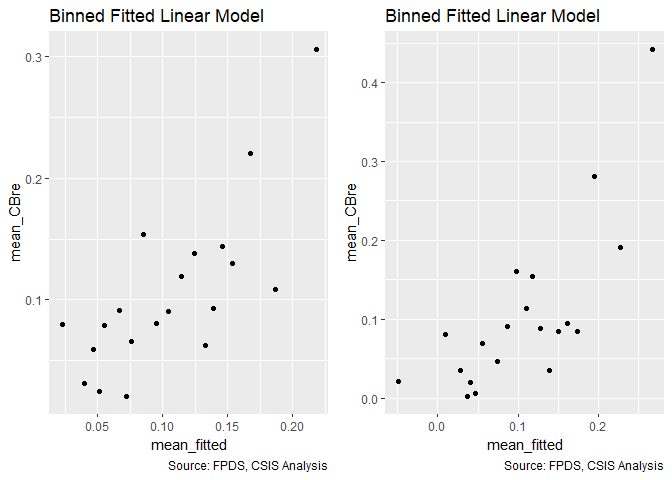 Binned Fitted Linear Model
mean_CBre
0.3
0.2
0.1
0.05
0.10
0.15
0.20
mean_fitted
Source: FPDS, CSIS Analysis
Binned Fitted Linear Model
mean_CBre
0.4
0.3
0.2
0.1
0.0
0.0
0.1
0.2
mean_fitted
Source: FPDS, CSIS Analysis